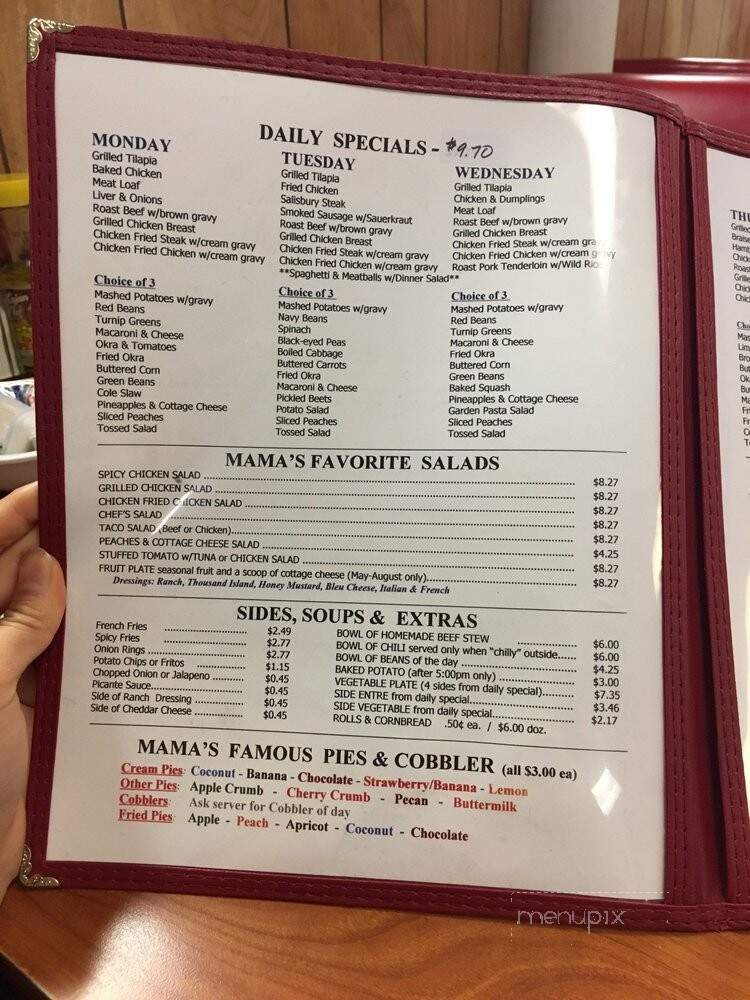 DAILY SPECIALS - $9.70
MONDAY
Grilled Tilapia
Baked Chicken
Meat Loaf
Liver & Onions
Roast Beef w/brown gravy
Grilled Chicken Breast
Chicken Fried Steak w/cream gravy
Chicken Fried Chicken w/cream gravy
Choice of 3
Mashed Potatoes w/gravy
Red Beans
Turnip Greens
Macaroni & Cheese
Okra & Tomatoes
Fried Okra
Buttered Corn
Green Beans
Cole Slaw
Pineapples & Cottage Cheese
Sliced Peaches
Tossed Salad
TUESDAY
Grilled Tilapia
Fried Chicken
Salisbury Steak
Smoked Sausage w/Sauerkraut
Roast Beef w/brown gravy
Grilled Chicken Breast
Chicken Fried Steak w/cream gravy
Chicken Fried Chicken w/cream gravy
**Spaghetti & Meatballs w/Dinner Salad**
Choice of 3
Mashed Potatoes w/gravy
Navy Beans
Spinach
Black-eyed Peas
Boiled Cabbage
Buttered Carrots
Fried Okra
Macaroni & Cheese
Pickled Beets
Potato Salad
Sliced Peaches
Tossed Salad
WEDNESDAY
Grilled Tilapia
Chicken & Dumplings
Meat Loaf
Roast Beef w/brown gravy
Grilled Chicken Breast
Chicken Fried Steak w/cream gravy
Chicken Fried Chicken w/cream gravy
Roast Pork Tenderloin w/Wild Rice
Choice of 3
Mashed Potatoes w/gravy
Red Beans
Turnip Greens
Macaroni & Cheese
Fried Okra
Buttered Corn
Green Beans
Baked Squash
Pineapples & Cottage Cheese
Garden Pasta Salad
Sliced Peaches
Tossed Salad
MAMA'S FAVORITE SALADS
SPICY CHICKEN SALAD ... $8.27
GRILLED CHICKEN SALAD ... $8.27
CHICKEN FRIED CHICKEN SALAD ... $8.27
CHEF'S SALAD ... $8.27
TACO SALAD (Beef or Chicken)... $8.27
PEACHES & COTTAGE CHEESE SALAD ... $4.25
STUFFED TOMATO w/TUNA or CHICKEN SALAD ... $8.27
FRUIT PLATE seasonal fruit and a scoop of cottage cheese (May-August only)... $8.27
Dressings: Ranch, Thousand Island, Honey Mustard, Bleu Cheese, Italian & French
SIDES, SOUPS & EXTRAS
French Fries ... $2.49
Spicy Fries ... $2.77
Onion Rings ... $2.77
Potato Chips or Fritos ... $1.15
Chopped Onion or Jalapeno ... $0.45
Picante Sauce... $0.45
Side of Ranch Dressing ... $0.45
Side of Cheddar Cheese ... $0.45
BOWL OF HOMEMADE BEEF STEW ... $6.00
BOWL OF CHILI served only when "chilly" outside... $6.00
BOWL OF BEANS of the day ... $4.25
BAKED POTATO (after 5:00pm only) ... $3.00
VEGETABLE PLATE (4 sides from daily special)... $7.35
SIDE ENTRE from daily special... $3.46
SIDE VEGETABLE from daily special... $2.17
ROLLS & CORNBREAD .50¢ ea. / $6.00 doz.
MAMA'S FAMOUS PIES & COBBLER (all $3.00 ea)
Cream Pies: Coconut - Banana - Chocolate - Strawberry/Banana - Lemon
Other Pies: Apple Crumb - Cherry Crumb - Pecan - Buttermilk
Cobblers: Ask server for Cobbler of day
Fried Pies: Apple - Peach - Apricot - Coconut - Chocolate
menupix